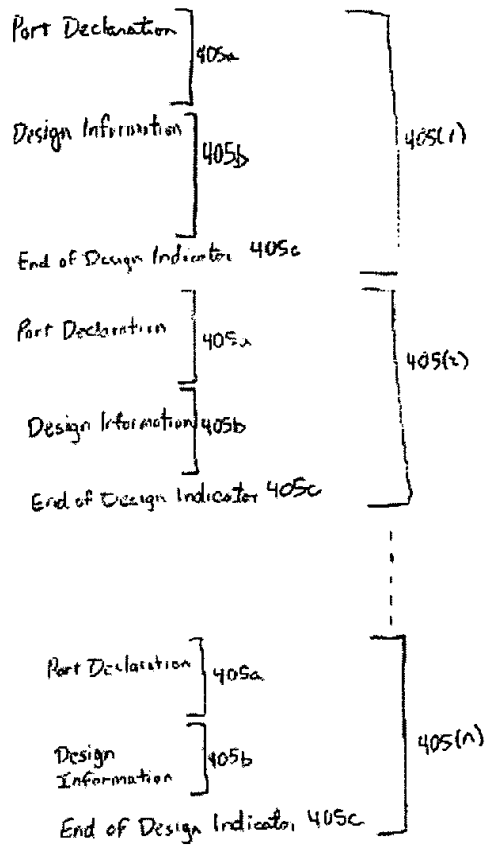 Port Declaration
405a
Design Information
405b
405(1)
End of Design Indicator 405c
Port Declaration
405a
405(2)
Design Information 405b
End of Design Indicator 405c
Port Declaration
405a
405(n)
Design
Information
405b
End of Design Indicator 405c